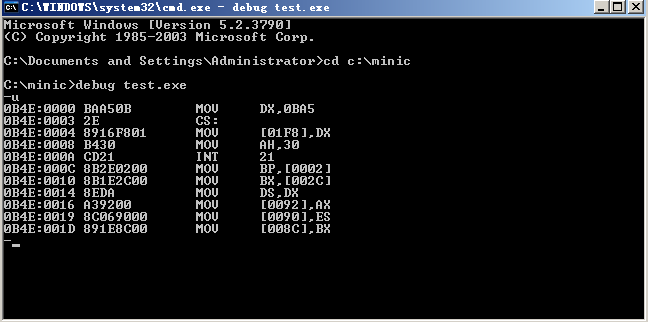 C:\WINDOWS\system32\cmd.exe - debug test.exe
Microsoft Windows [Version 5.2.3790]
(C) Copyright 1985-2003 Microsoft Corp.
C:\Documents and Settings\Administrator>cd c:\minic
C:\minic>debug test.exe
-u
0B4E:0000 BAA50B        MOV     DX,0BA5
0B4E:0003 2E            CS:
0B4E:0004 8916F801      MOV     [01F8],DX
0B4E:0008 B430          MOV     AH,30
0B4E:000A CD21          INT     21
0B4E:000C 8B2E0200      MOV     BP,[0002]
0B4E:0010 8B1E2C00      MOV     BX,[002C]
0B4E:0014 8EDA          MOV     DS,DX
0B4E:0016 A39200        MOV     [0092],AX
0B4E:0019 8C069000      MOV     [0090],ES
0B4E:001D 891E8C00      MOV     [008C],BX
-